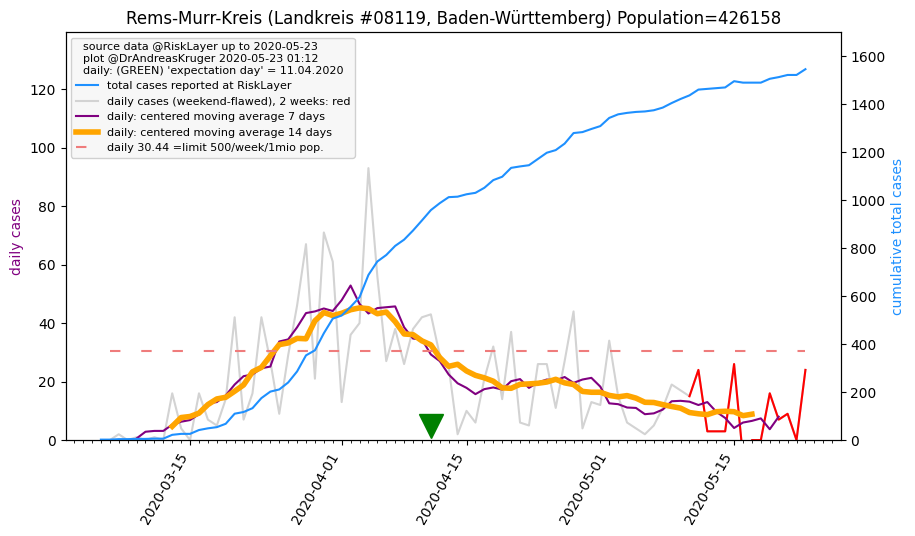 Rems-Murr-Kreis (Landkreis #08119, Baden-Württemberg) Population=426158
source data @RiskLayer up to 2020-05-23
plot @DrAndreasKruger 2020-05-23 01:12
daily: (GREEN) 'expectation day' = 11.04.2020
total cases reported at RiskLayer
daily cases (weekend-flawed), 2 weeks: red
daily: centered moving average 7 days
daily: centered moving average 14 days
daily 30.44 =limit 500/week/1mio pop.
daily cases
120
100
80
60
40
20
0
cumulative total cases
1600
1400
1200
1000
800
600
400
200
0
2020-03-15
2020-04-01
2020-04-15
2020-05-01
2020-05-15